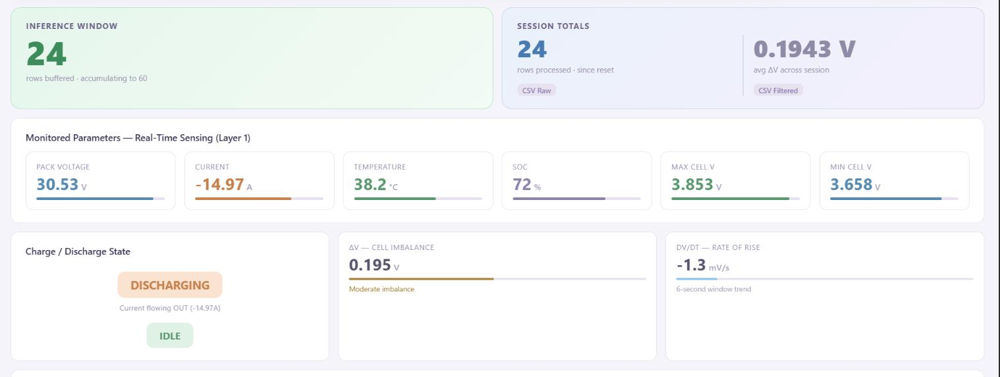 INFERENCE WINDOW
24
rows buffered · accumulating to 60
SESSION TOTALS
24
rows processed · since reset
CSV Raw
0.1943 V
avg ΔV across session
CSV Filtered
Monitored Parameters — Real-Time Sensing (Layer 1)
PACK VOLTAGE
30.53 V
CURRENT
-14.97 A
TEMPERATURE
38.2 °C
SOC
72 %
MAX CELL V
3.853 V
MIN CELL V
3.658 V
Charge / Discharge State
DISCHARGING
Current flowing OUT (-14.97A)
IDLE
ΔV — CELL IMBALANCE
0.195 V
Moderate imbalance
DV/DT — RATE OF RISE
-1.3 mV/s
6-second window trend